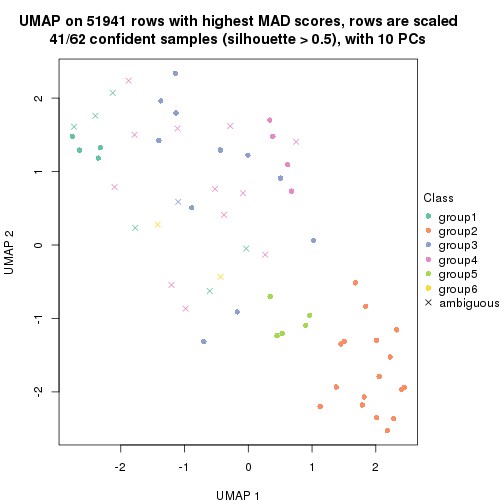 UMAP on 51941 rows with highest MAD scores, rows are scaled
41/62 confident samples (silhouette > 0.5), with 10 PCs
2
1
0
-1
-2
UMAP 2
-2
-1
0
1
2
UMAP 1
Class
group1
group2
group3
group4
group5
group6
ambiguous